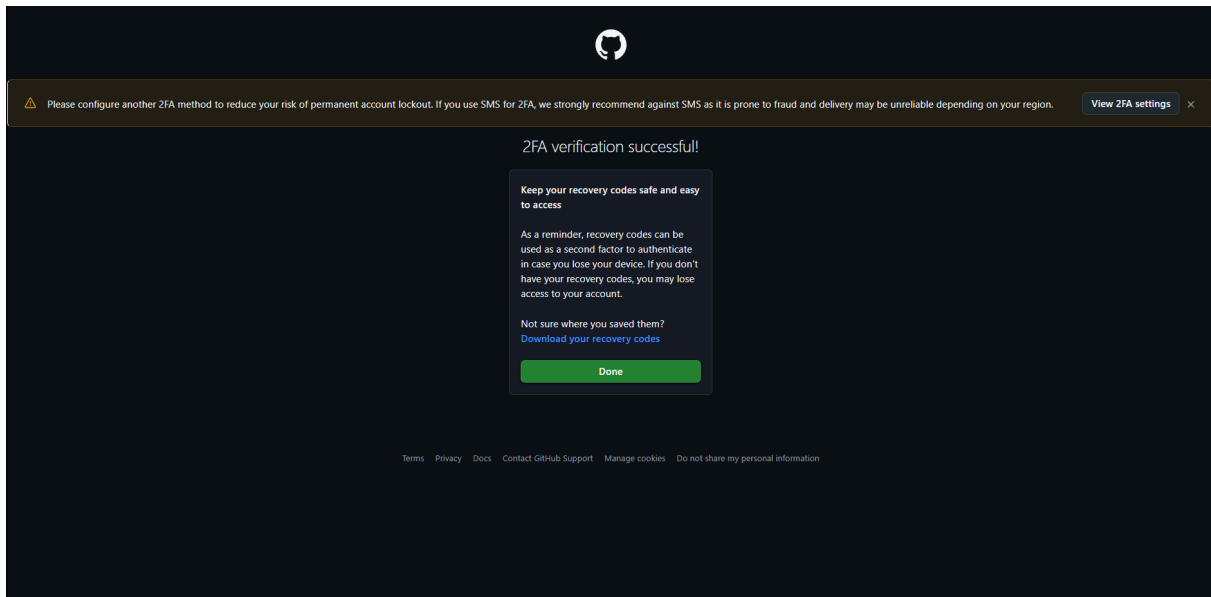 Please configure another 2FA method to reduce your risk of permanent account lockout. If you use SMS for 2FA, we strongly recommend against SMS as it is prone to fraud and delivery may be unreliable depending on your region.
View 2FA settings
2FA verification successful!
Keep your recovery codes safe and easy
to access
As a reminder, recovery codes can be
used as a second factor to authenticate
in case you lose your device. If you don't
have your recovery codes, you may lose
access to your account.
Not sure where you saved them?
Download your recovery codes
Done
Terms Privacy Docs Contact GitHub Support Manage cookies Do not share my personal information